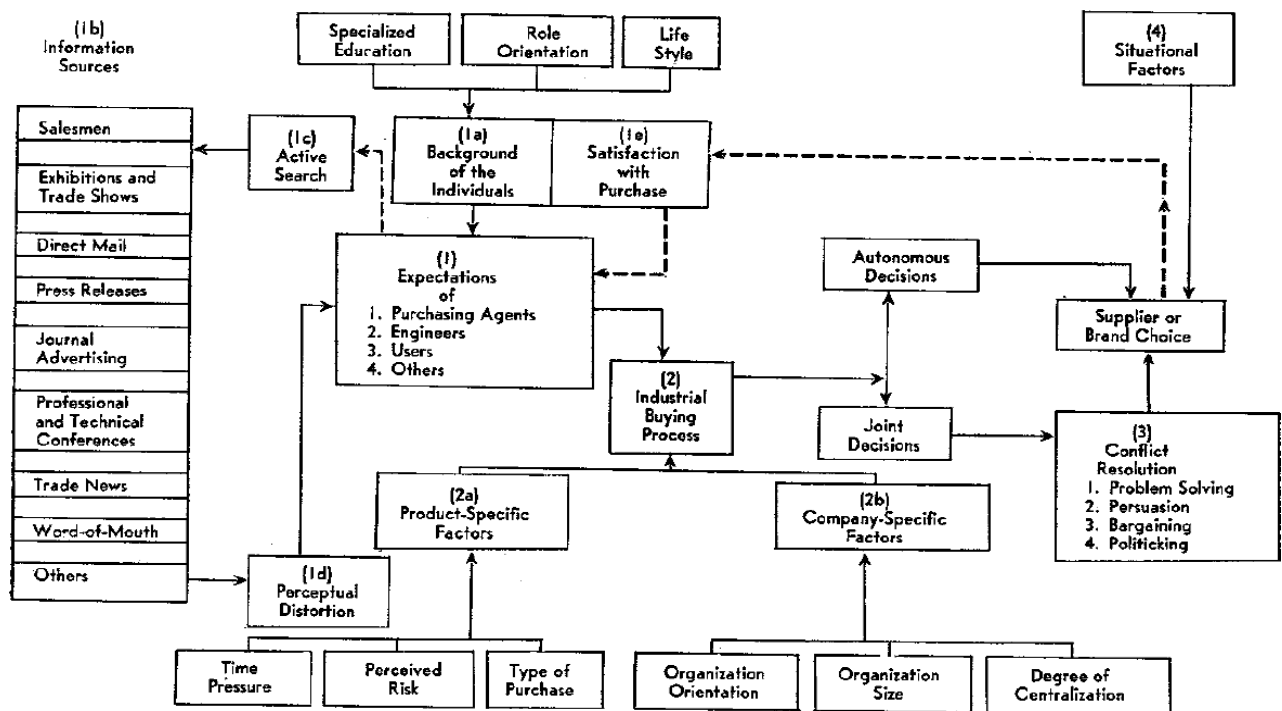 (1b)
Information
Sources
Specialized
Education
Role
Orientation
Life
Style
(4)
Situational
Factors
Salesmen
Exhibitions and
Trade Shows
Direct Mail
Press Releases
Journal
Advertising
Professional
and Technical
Conferences
Trade News
Word-of-Mouth
Others
(1c)
Active
Search
(1a)
Background
of the
Individuals
(1e)
Satisfaction
with
Purchase
(1)
Expectations
of
1. Purchasing Agents
2. Engineers
3. Users
4. Others
(2)
Industrial
Buying
Process
Autonomous
Decisions
Joint
Decisions
Supplier or
Brand Choice
(3)
Conflict
Resolution
1. Problem Solving
2. Persuasion
3. Bargaining
4. Politicking
(2a)
Product-Specific
Factors
(2b)
Company-Specific
Factors
(1d)
Perceptual
Distortion
Time
Pressure
Perceived
Risk
Type of
Purchase
Organization
Orientation
Organization
Size
Degree of
Centralization